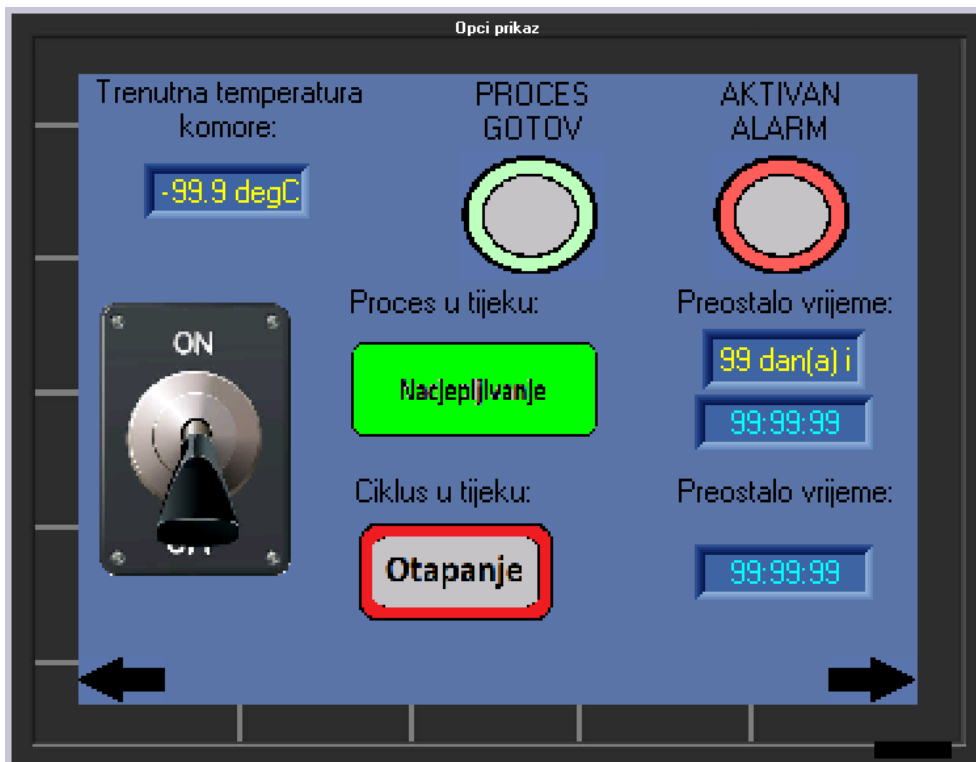 Opci prikaz
Trenutna temperatura
komore:
-99.9 degC
PROCES
GOTOV
AKTIVAN
ALARM
ON
OFF
Proces u tijeku:
Nacjepljivanje
Preostalo vrijeme:
99 dan(a) i
99:99:99
Ciklus u tijeku:
Otapanje
Preostalo vrijeme:
99:99:99